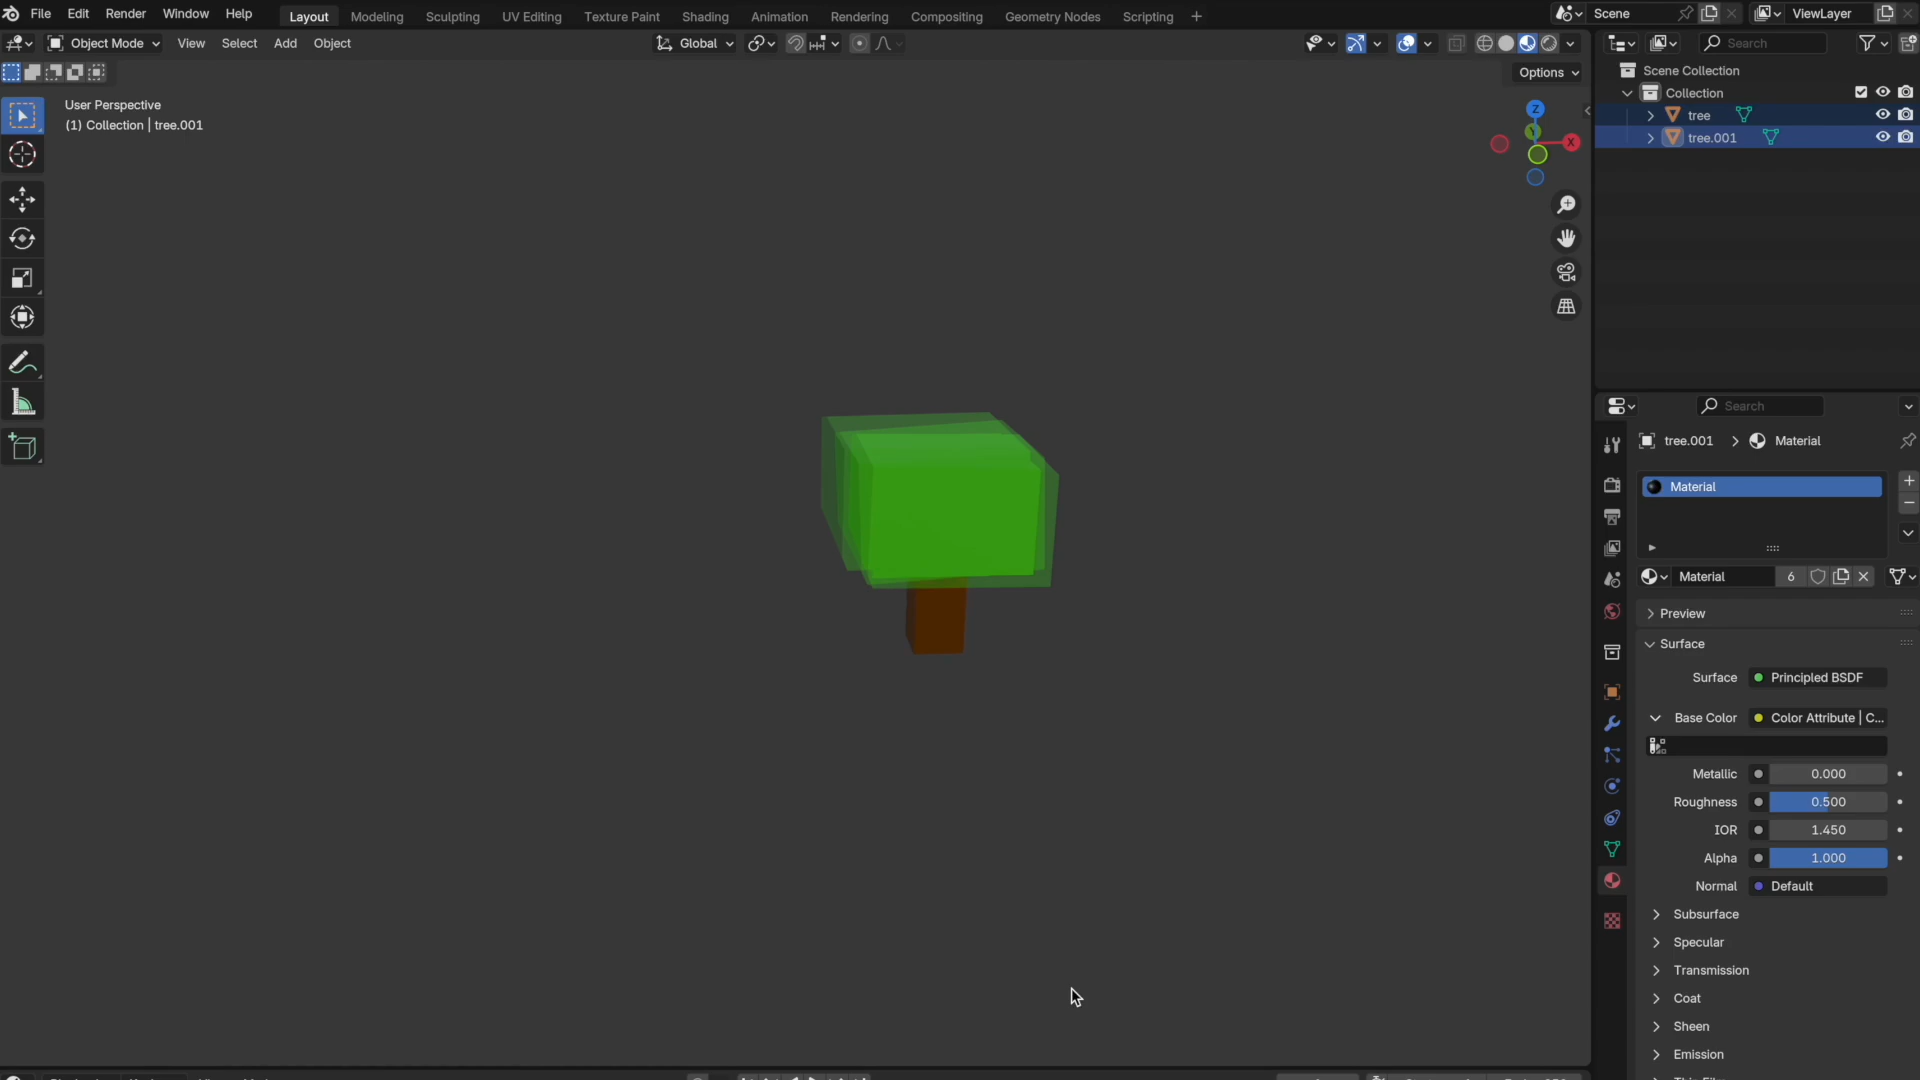 File Edit Render Window Help
Layout Modeling Sculpting UV Editing Texture Paint Shading Animation Rendering Compositing Geometry Nodes Scripting +
Scene
ViewLayer
Object Mode View Select Add Object
Global
Search
Options
User Perspective
(1) Collection | tree.001
Z
Y
X
Scene Collection
Collection
tree
tree.001
Search
tree.001 > Material
Material
Material 6
Preview
Surface
Surface Principled BSDF
Base Color Color Attribute | C...
Metallic 0.000
Roughness 0.500
IOR 1.450
Alpha 1.000
Normal Default
Subsurface
Specular
Transmission
Coat
Sheen
Emission